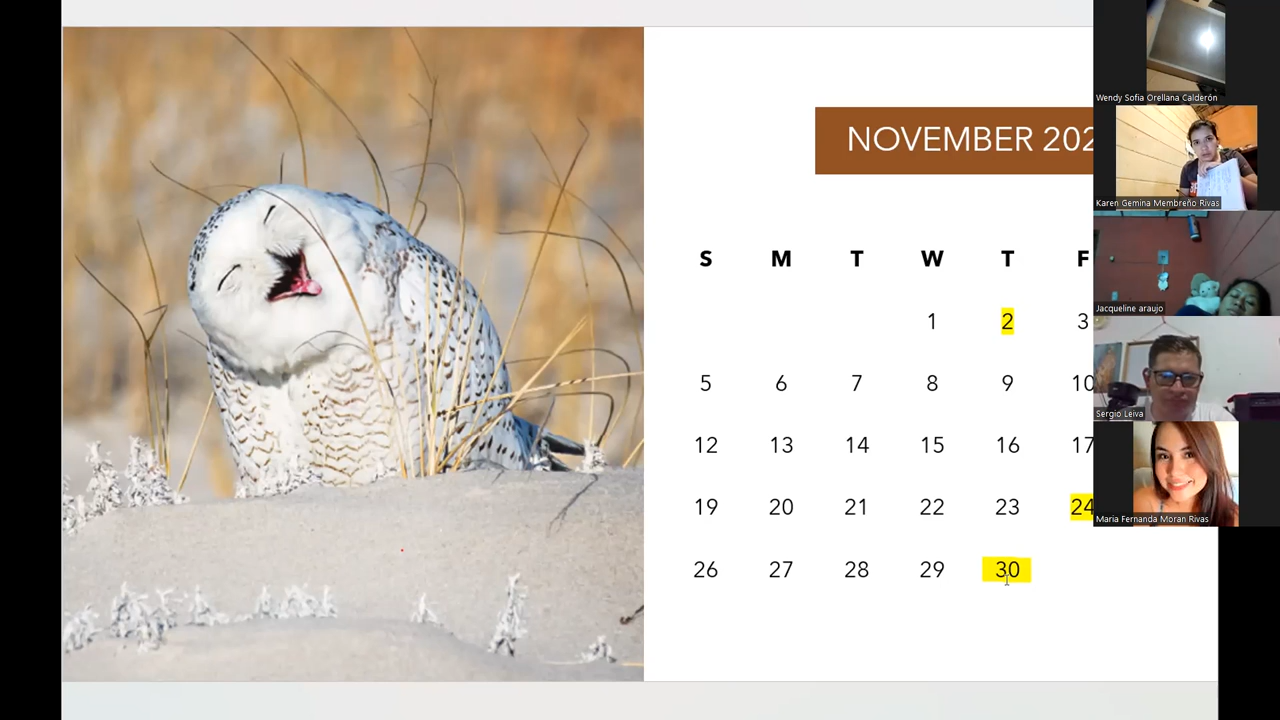 NOVEMBER 202
S M T W T F
1 2 3
5 6 7 8 9 10
12 13 14 15 16 17
19 20 21 22 23 24
26 27 28 29 30
Wendy Sofia Orellana Calderón
Karen Gemina Membreño Rivas
Jacqueline araujo
Sergio Leiva
Maria Fernanda Moran Rivas